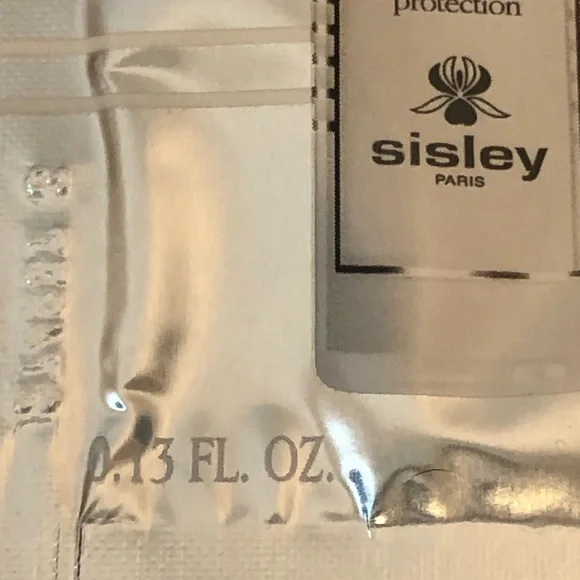 protection
sisley
PARIS
0.13 FL. OZ.